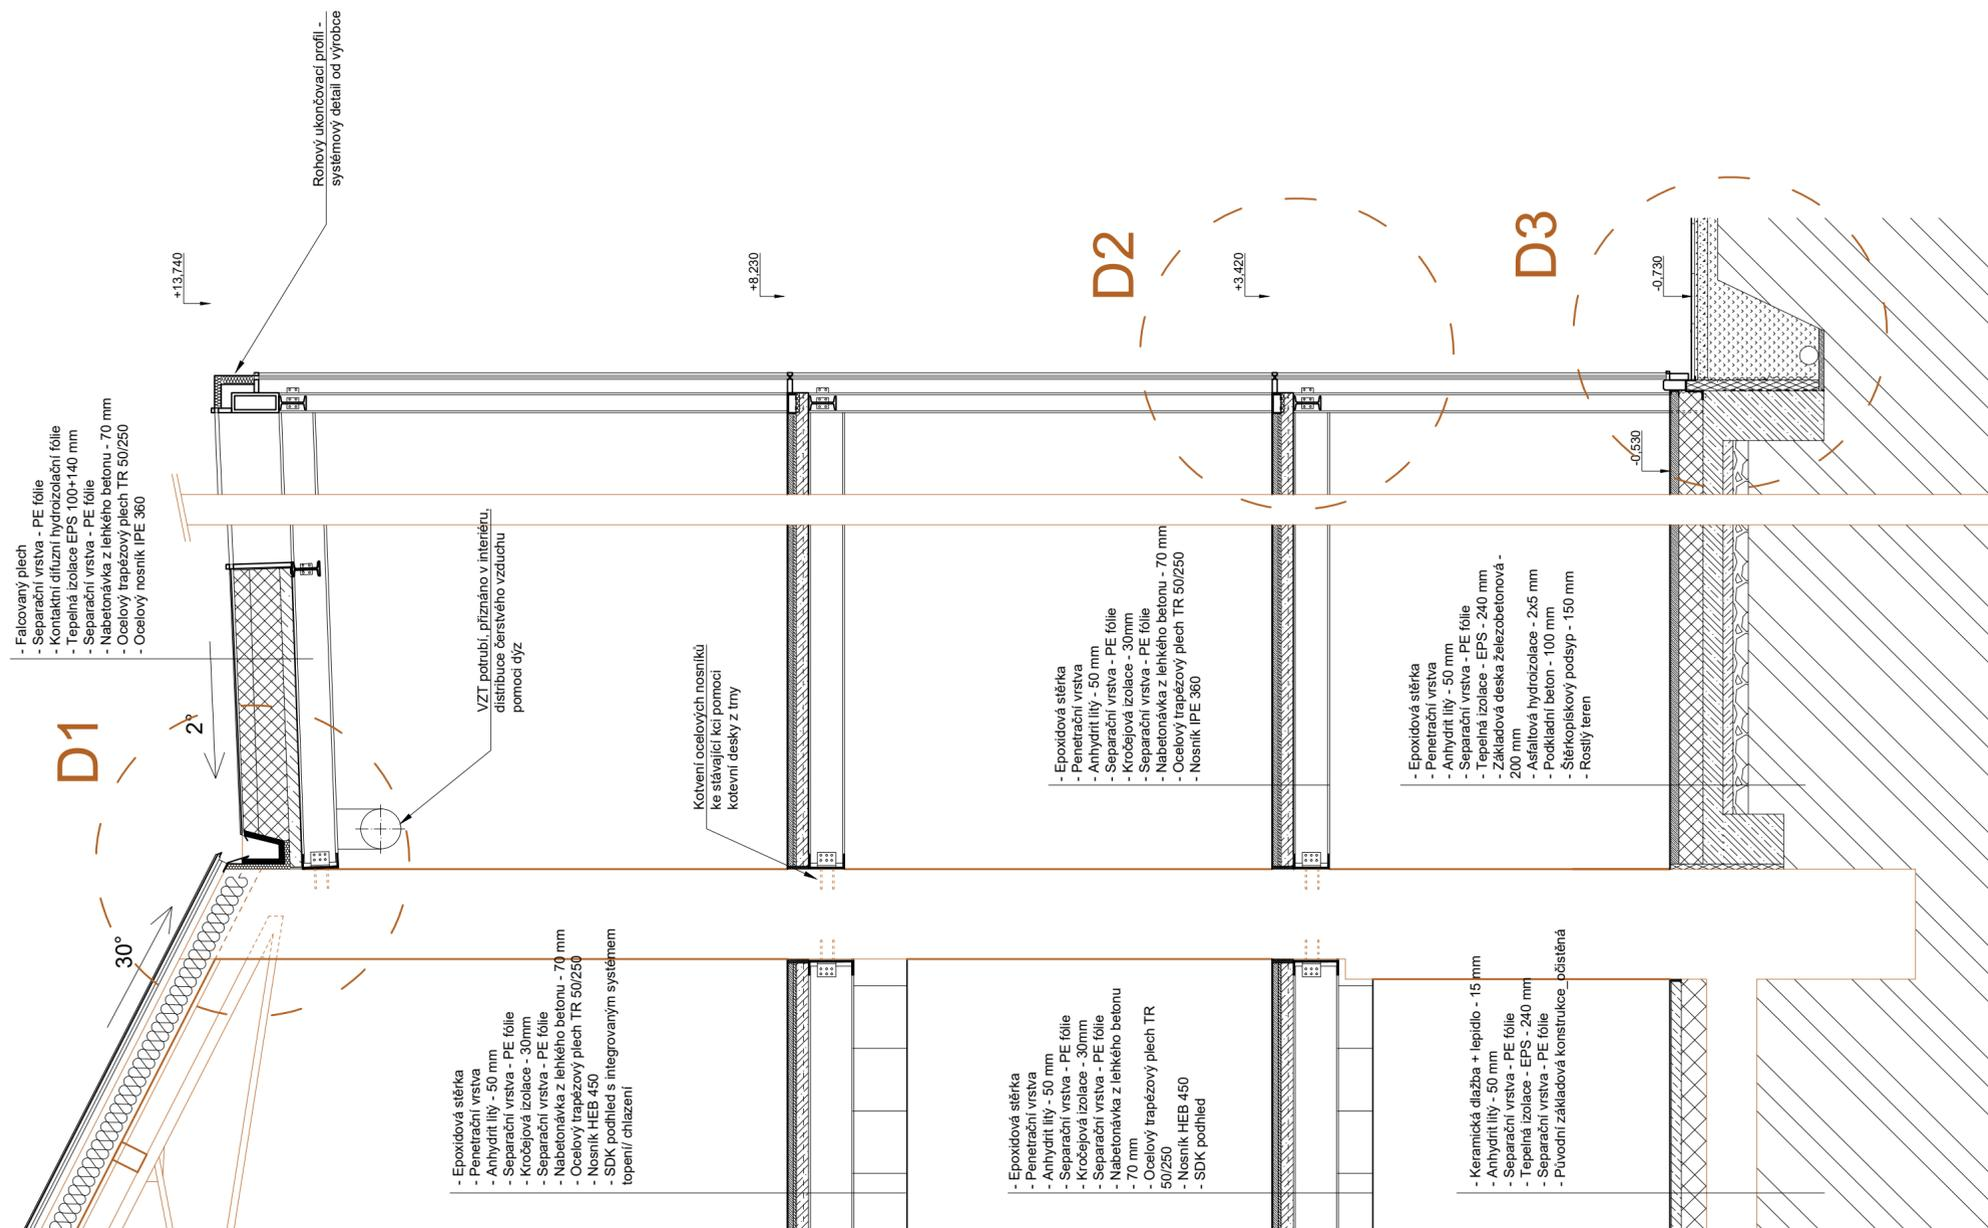 Rohový ukončovací profil -
systémový detail od výrobce
+13,740
+8,230
+3,420
-0,730
-0,530
D1
D2
D3
2°
30°
- Falcovaný plech
- Separační vrstva - PE fólie
- Kontaktní difuzní hydroizolační fólie
- Tepelná izolace EPS 100+140 mm
- Separační vrstva - PE fólie
- Nabetonávka z lehkého betonu - 70 mm
- Ocelový trapézový plech TR 50/250
- Ocelový nosník IPE 360
VZT potrubí, přiznáno v interiéru,
distribuce čerstvého vzduchu
pomocí dýz
Kotvení ocelových nosníků
ke stávající kci pomocí
kotevní desky z trny
- Epoxidová stěrka
- Penetrační vrstva
- Anhydrit litý - 50 mm
- Separační vrstva - PE fólie
- Kročejová izolace - 30mm
- Separační vrstva - PE fólie
- Nabetonávka z lehkého betonu - 70 mm
- Ocelový trapézový plech TR 50/250
- Nosník IPE 360
- Epoxidová stěrka
- Penetrační vrstva
- Anhydrit litý - 50 mm
- Separační vrstva - PE fólie
- Tepelná izolace - EPS - 240 mm
- Základová deska železobetonová -
200 mm
- Asfaltová hydroizolace - 2x5 mm
- Podkladní beton - 100 mm
- Štěrkopískový podsyp - 150 mm
- Rostlý teren
- Epoxidová stěrka
- Penetrační vrstva
- Anhydrit litý - 50 mm
- Separační vrstva - PE fólie
- Kročejová izolace - 30mm
- Separační vrstva - PE fólie
- Nabetonávka z lehkého betonu - 70 mm
- Ocelový trapézový plech TR 50/250
- Nosník HEB 450
- SDK podhled s integrovaným systémem
topení/ chlazení
- Epoxidová stěrka
- Penetrační vrstva
- Anhydrit litý - 50 mm
- Separační vrstva - PE fólie
- Kročejová izolace - 30mm
- Separační vrstva - PE fólie
- Nabetonávka z lehkého betonu
- 70 mm
- Ocelový trapézový plech TR
50/250
- Nosník HEB 450
- SDK podhled
- Keramická dlažba + lepidlo - 15 mm
- Anhydrit litý - 50 mm
- Separační vrstva - PE fólie
- Tepelná izolace - EPS - 240 mm
- Separační vrstva - PE fólie
- Původní základová konstrukce_očistěná